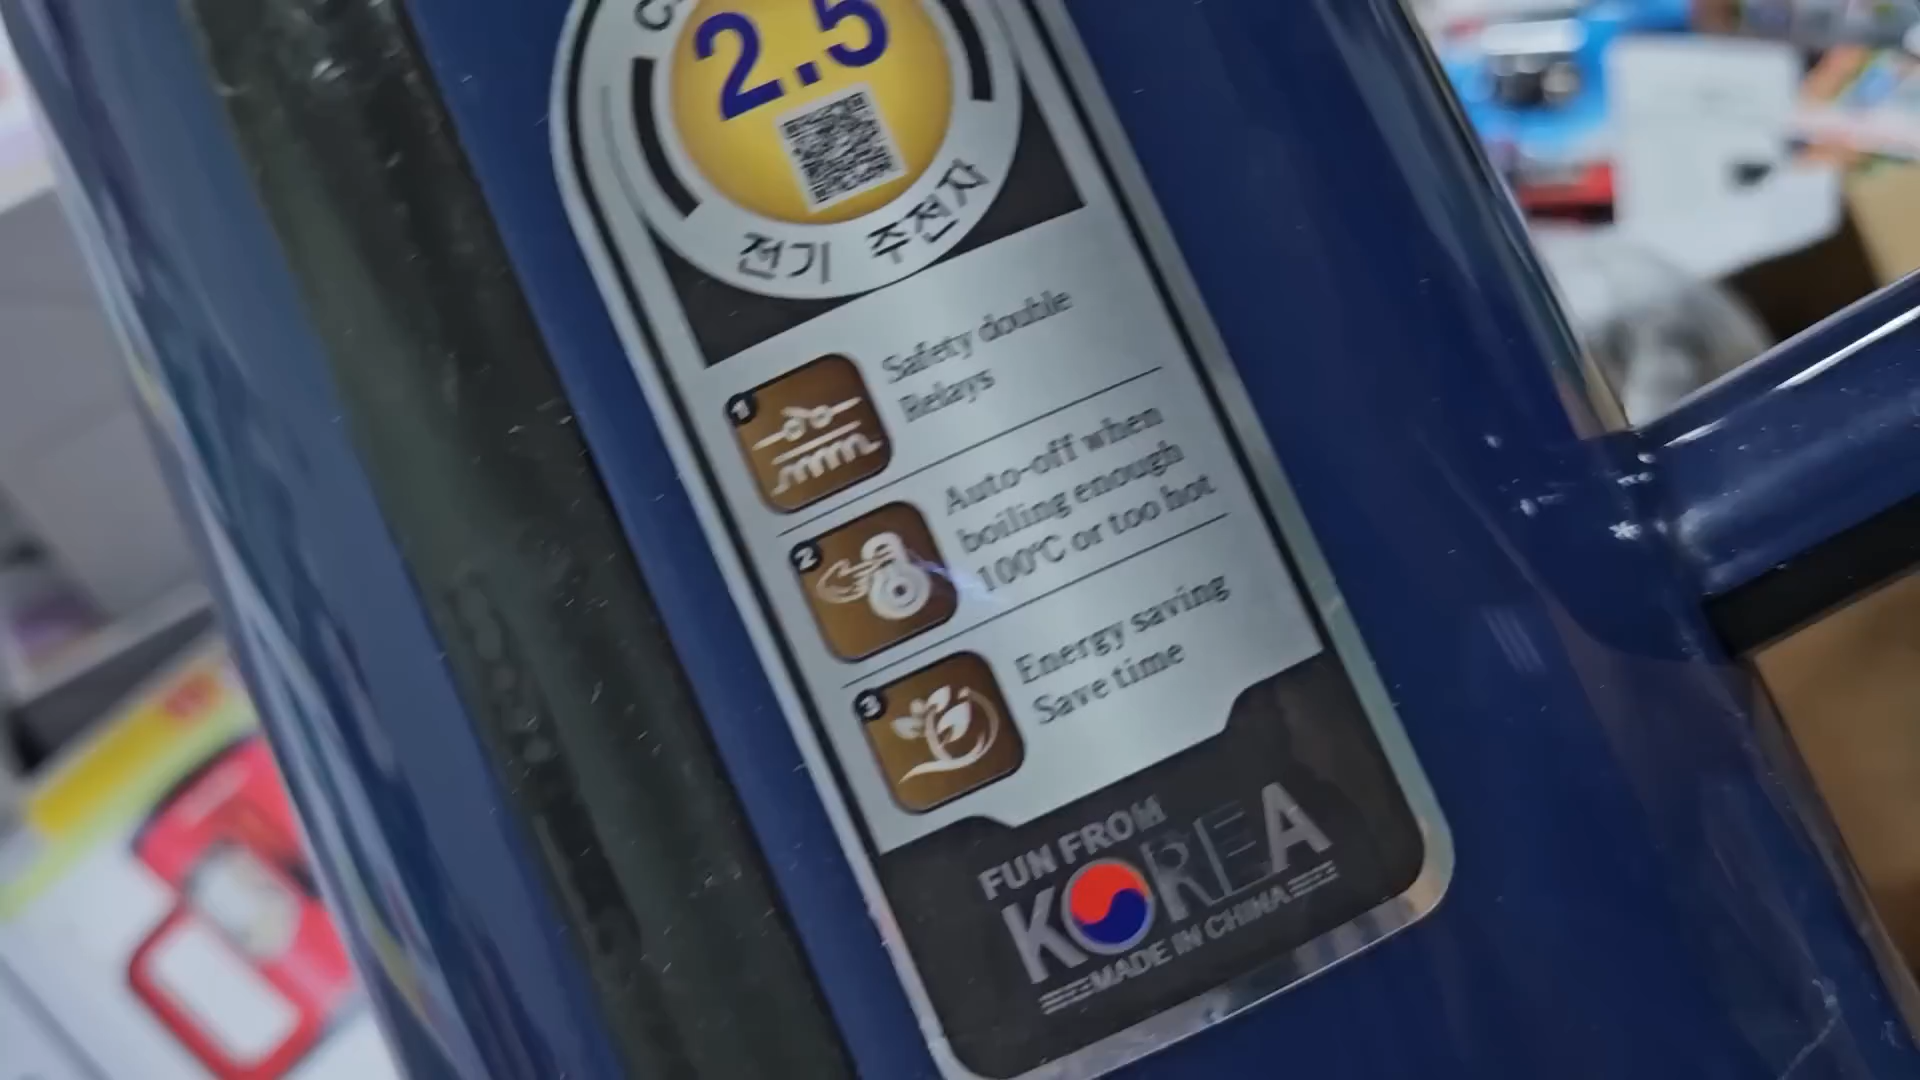 2.5
전기 주전자
1
Safety double
Relays
2
Auto-off when
boiling enough
100°C or too hot
3
Energy saving
Save time
FUN FROM
KOREA
MADE IN CHINA